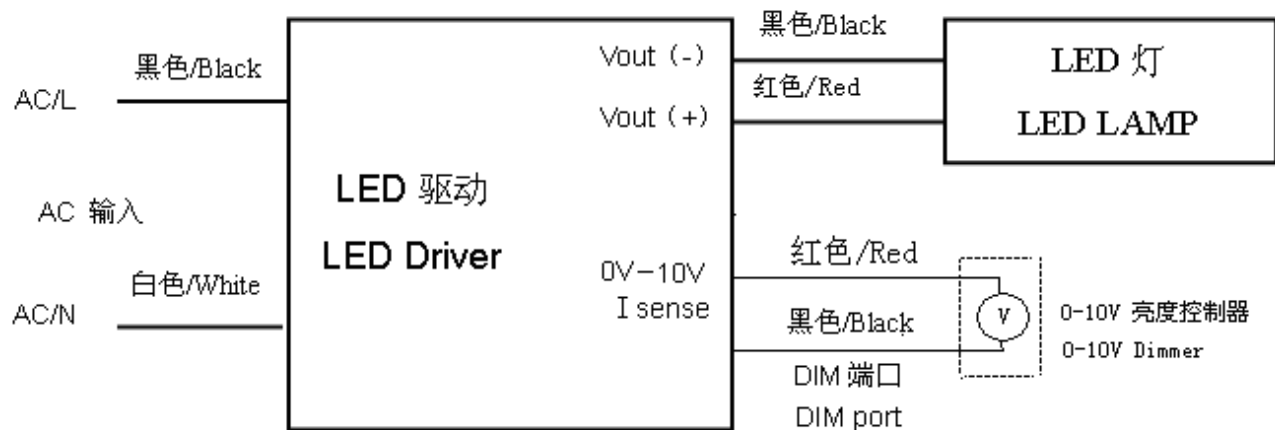 黑色/Black
AC/L
AC 输入
白色/White
AC/N
Vout (-)
Vout (+)
LED 驱动
LED Driver
0V-10V
I sense
黑色/Black
红色/Red
LED 灯
LED LAMP
红色/Red
黑色/Black
DIM 端口
DIM port
V
0-10V 亮度控制器
0-10V Dimmer